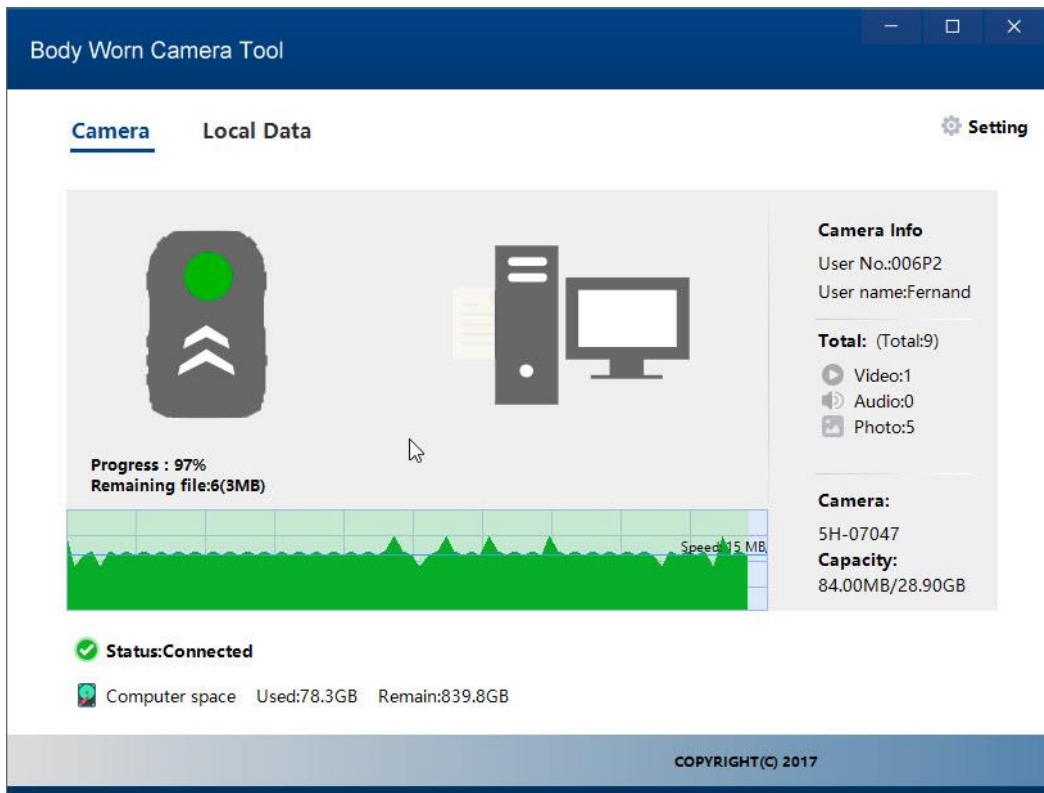 Body Worn Camera Tool
Camera Local Data
Setting
Camera Info
User No.:006P2
User name:Fernand
Total: (Total:9)
Video:1
Audio:0
Photo:5
Progress : 97%
Remaining file:6(3MB)
Speed: 15 MB,
Camera:
5H-07047
Capacity:
84.00MB/28.90GB
Status:Connected
Computer space Used:78.3GB Remain:839.8GB
COPYRIGHT(C) 2017